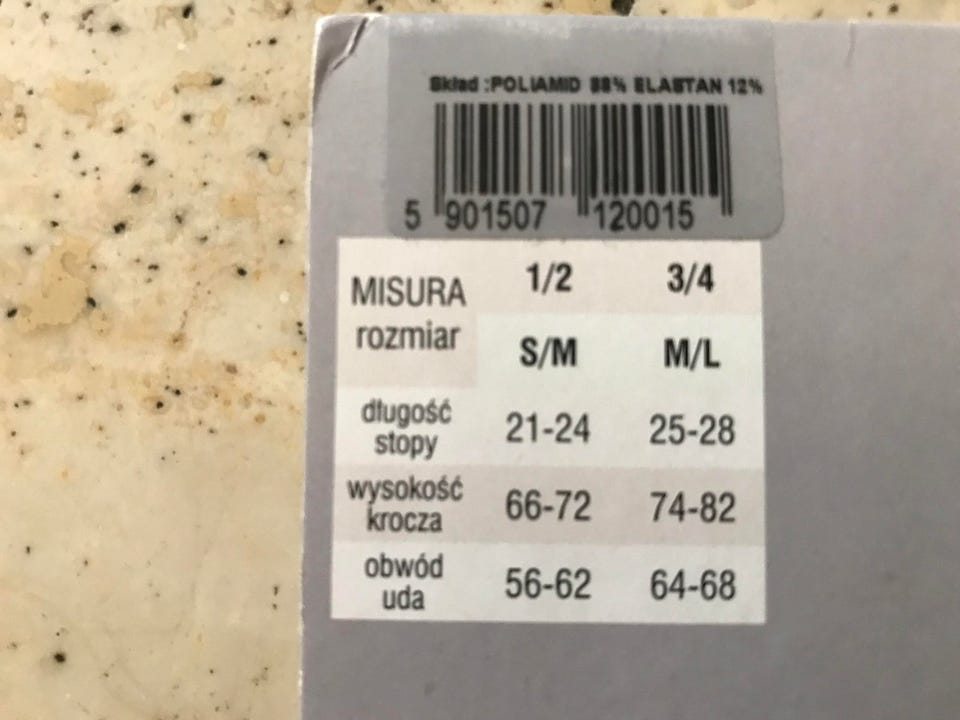 Skład :POLIAMID 88% ELASTAN 12%
5 901507 120015
MISURA 1/2 3/4
rozmiar S/M M/L
długość
stopy 21-24 25-28
wysokość
krocza 66-72 74-82
obwód
uda 56-62 64-68